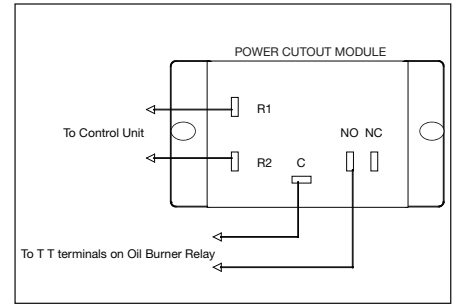 POWER CUTOUT MODULE
R1
To Control Unit
NO NC
R2 C
To T T terminals on Oil Burner Relay